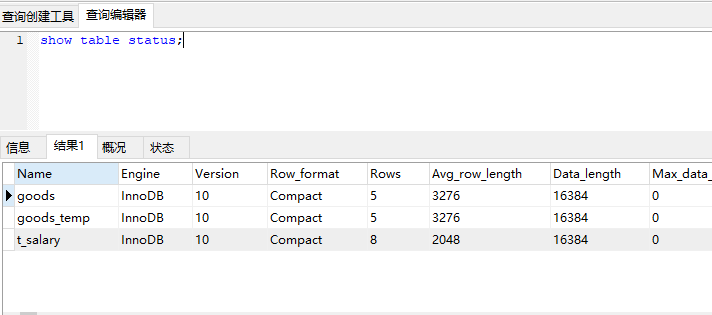 查询创建工具 查询编辑器
1 show table status;
信息 结果1 概况 状态
Name Engine Version Row_format Rows Avg_row_length Data_length Max_data_
goods InnoDB 10 Compact 5 3276 16384 0
goods_temp InnoDB 10 Compact 5 3276 16384 0
t_salary InnoDB 10 Compact 8 2048 16384 0